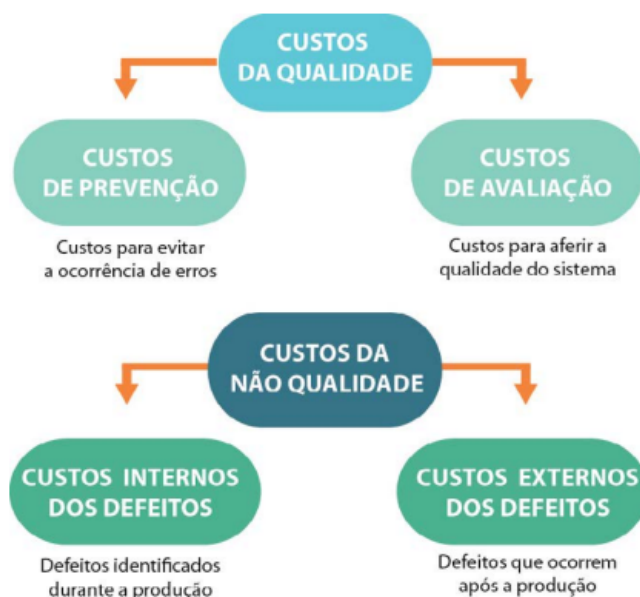 CUSTOS
DA QUALIDADE
CUSTOS
DE PREVENÇÃO
Custos para evitar
a ocorrência de erros
CUSTOS
DE AVALIAÇÃO
Custos para aferir a
qualidade do sistema
CUSTOS DA
NÃO QUALIDADE
CUSTOS INTERNOS
DOS DEFEITOS
Defeitos identificados
durante a produção
CUSTOS EXTERNOS
DOS DEFEITOS
Defeitos que ocorrem
após a produção